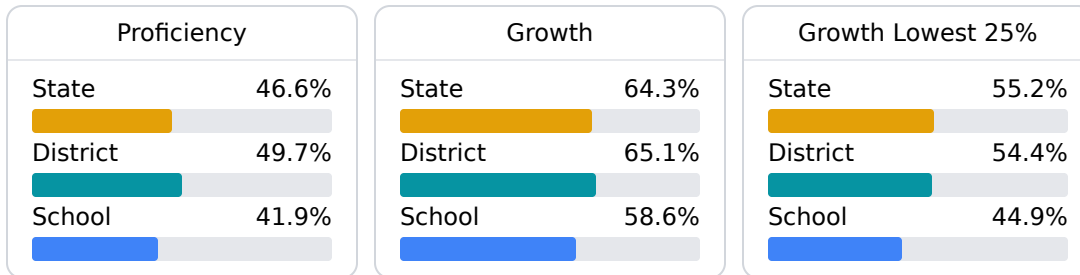 Proficiency
State 46.6%
District 49.7%
School 41.9%
Growth
State 64.3%
District 65.1%
School 58.6%
Growth Lowest 25%
State 55.2%
District 54.4%
School 44.9%